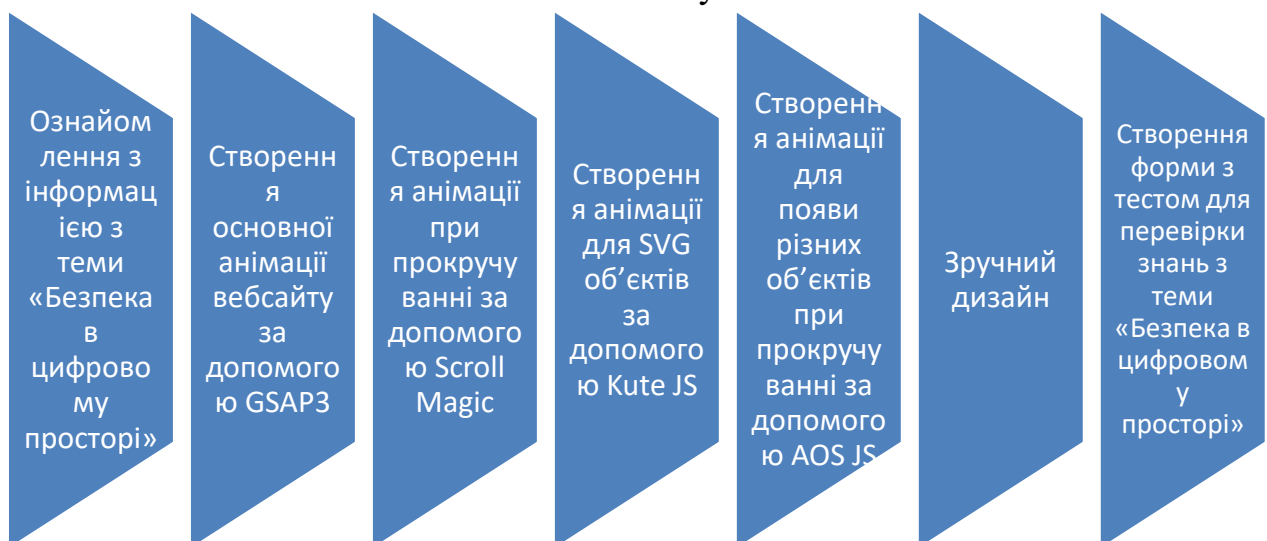 у
Ознайом
лення з
інформац
ією з
теми
«Безпека
в
цифрово
му
просторі»
Створенн
я
основної
анімації
вебсайту
за
допомого
ю GSAP3
Створенн
я анімації
при
прокручу
ванні за
допомого
ю Scroll
Magic
Створенн
я анімації
для SVG
об’єктів
за
допомого
ю Kute JS
Створенн
я анімації
для
появи
різних
об’єктів
при
прокручу
ванні за
допомого
ю AOS JS
Зручний
дизайн
Створення
форми з
тестом для
перевірки
знань з
теми
«Безпека в
цифровом
у
просторі»